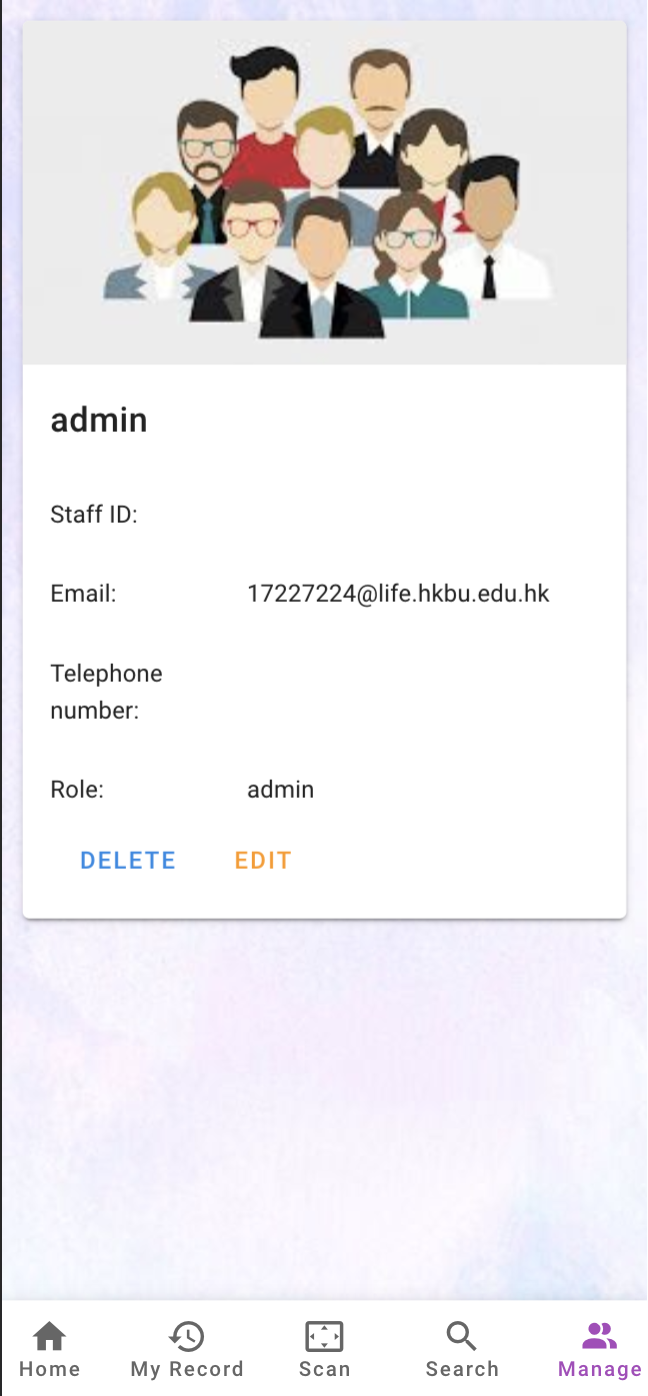 admin
Staff ID:
Email: 17227224@life.hkbu.edu.hk
Telephone
number:
Role: admin
DELETE EDIT
Home My Record Scan Search Manage